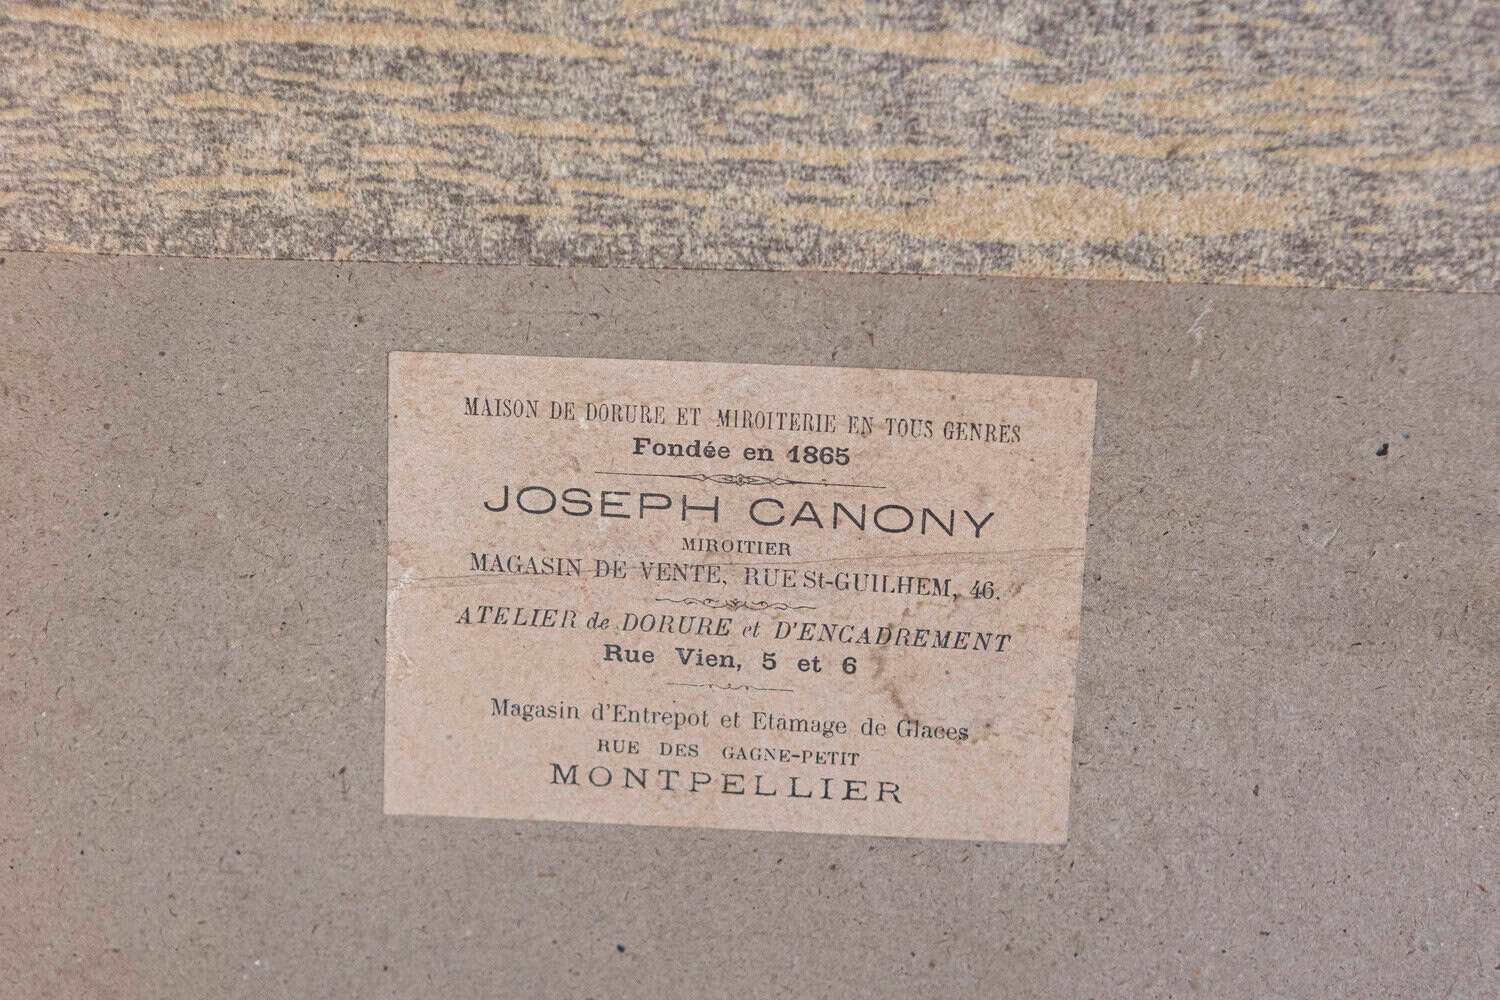 MAISON DE DORURE ET MIROITERIE EN TOUS GENRES
Fondée en 1865
JOSEPH CANONY
MIROITIER
MAGASIN DE VENTE, RUE St-GUILHEM, 46.
ATELIER de DORURE et D'ENCADREMENT
Rue Vien, 5 et 6
Magasin d'Entrepot et Etamage de Glaces
RUE DES GAGNE-PETIT
MONTPELLIER